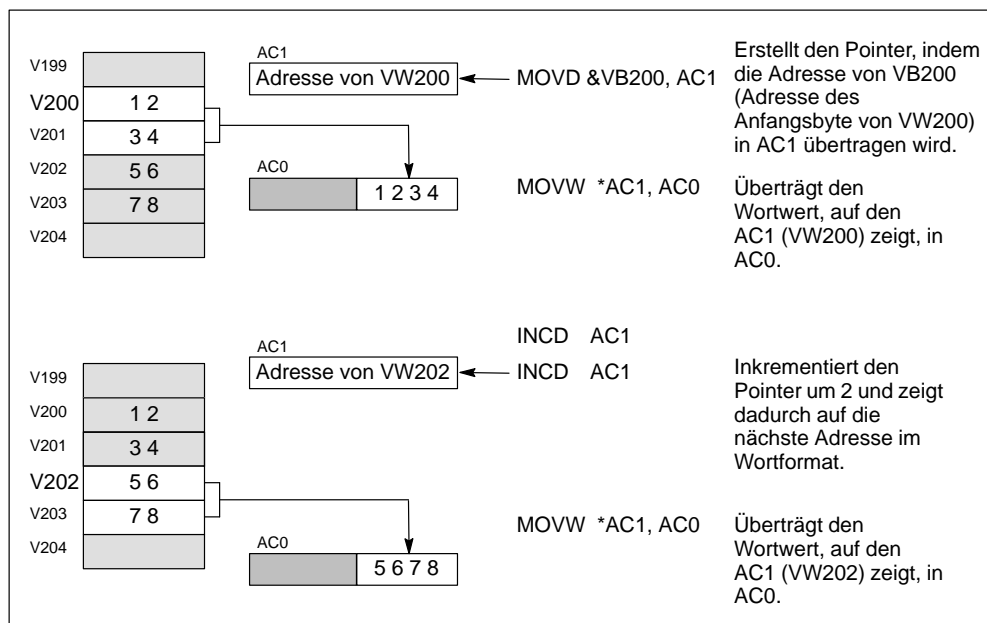 V199
V200
1 2
V201
3 4
V202
5 6
V203
7 8
V204
AC1
Adresse von VW200
MOVD &VB200, AC1
Erstellt den Pointer, indem
die Adresse von VB200
(Adresse des
Anfangsbyte von VW200)
in AC1 übertragen wird.
AC0
1 2 3 4
MOVW *AC1, AC0
Überträgt den
Wortwert, auf den
AC1 (VW200) zeigt, in
AC0.
V199
V200
1 2
V201
3 4
V202
5 6
V203
7 8
V204
AC1
Adresse von VW202
INCD AC1
INCD AC1
Inkrementiert den
Pointer um 2 und zeigt
dadurch auf die
nächste Adresse im
Wortformat.
AC0
5 6 7 8
MOVW *AC1, AC0
Überträgt den
Wortwert, auf den
AC1 (VW202) zeigt, in
AC0.